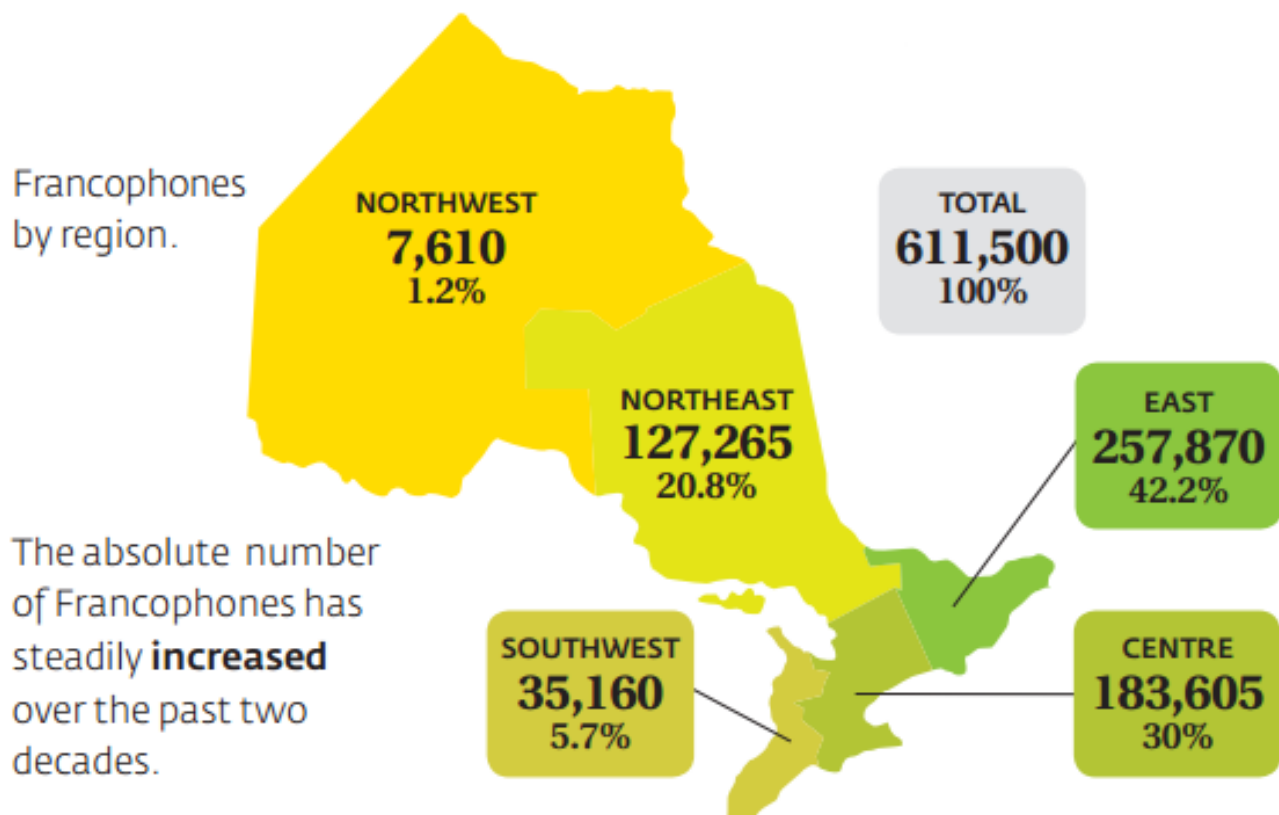 Francophones
by region.
NORTHWEST
7,610
1.2%
TOTAL
611,500
100%
NORTHEAST
127,265
20.8%
EAST
257,870
42.2%
The absolute number
of Francophones has
steadily increased
over the past two
decades.
SOUTHWEST
35,160
5.7%
CENTRE
183,605
30%